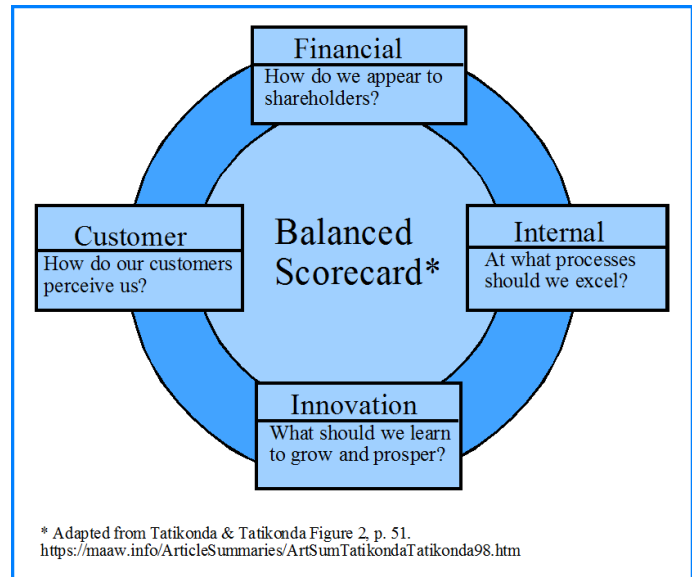 Financial
How do we appear to
shareholders?
Customer
How do our customers
perceive us?
Balanced
Scorecard*
Internal
At what processes
should we excel?
Innovation
What should we learn
to grow and prosper?
* Adapted from Tatikonda & Tatikonda Figure 2, p. 51.
https://maaw.info/ArticleSummaries/ArtSumTatikondaTatikonda98.htm